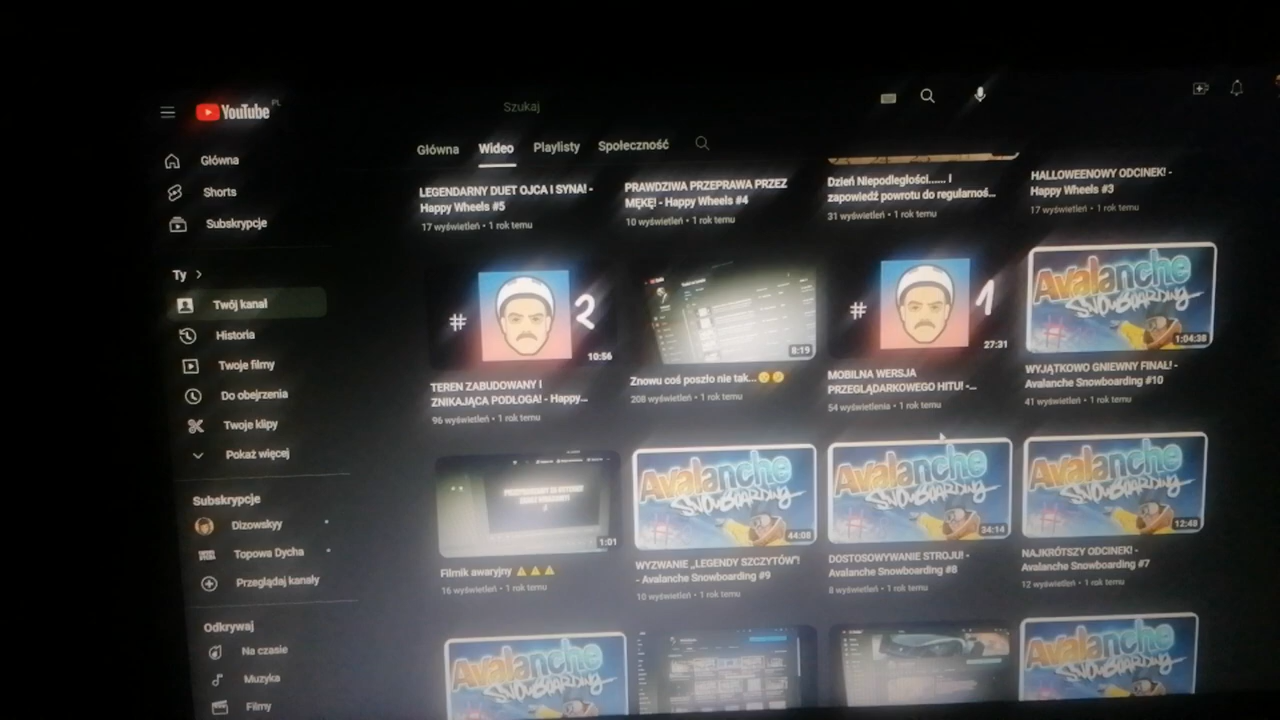 YouTube PL
Szukaj
Główna
Shorts
Subskrypcje
Ty
Twój kanał
Historia
Twoje filmy
Do obejrzenia
Twoje klipy
Pokaż więcej
Subskrypcje
Dizowskyy
Topowa Dycha
Przeglądaj kanały
Odkrywaj
Na czasie
Muzyka
Filmy
Główna Wideo Playlisty Społeczność
LEGENDARNY DUET OJCA I SYNA! -
Happy Wheels #5
17 wyświetleń • 1 rok temu
PRAWDZIWA PRZEPRAWA PRZEZ
MĘKĘ! - Happy Wheels #4
10 wyświetleń • 1 rok temu
Dzień Niepodległości...... I
zapowiedź powrotu do regularnoś...
31 wyświetleń • 1 rok temu
HALLOWEENOWY ODCINEK! -
Happy Wheels #3
17 wyświetleń • 1 rok temu
# 2
10:56
TEREN ZABUDOWANY I
ZNIKAJĄCA PODŁOGA! - Happy...
96 wyświetleń • 1 rok temu
8:19
Znowu coś poszło nie tak...
208 wyświetleń • 1 rok temu
# 1
27:31
MOBILNA WERSJA
PRZEGLĄDARKOWEGO HITU! -...
54 wyświetlenia • 1 rok temu
Avalanche
SNOWBOARDING
1:04:38
WYJĄTKOWO GNIEWNY FINAŁ! -
Avalanche Snowboarding #10
41 wyświetleń • 1 rok temu
1:01
Filmik awaryjny
16 wyświetleń • 1 rok temu
Avalanche
SNOWBOARDING
44:08
WYZWANIE „LEGENDY SZCZYTÓW"!
- Avalanche Snowboarding #9
10 wyświetleń • 1 rok temu
Avalanche
SNOWBOARDING
34:14
DOSTOSOWYWANIE STROJU! -
Avalanche Snowboarding #8
8 wyświetleń • 1 rok temu
Avalanche
SNOWBOARDING
12:48
NAJKRÓTSZY ODCINEK! -
Avalanche Snowboarding #7
12 wyświetleń • 1 rok temu
Avalanche
SNOWBOARDING
Avalanche
SNOWBOARDING